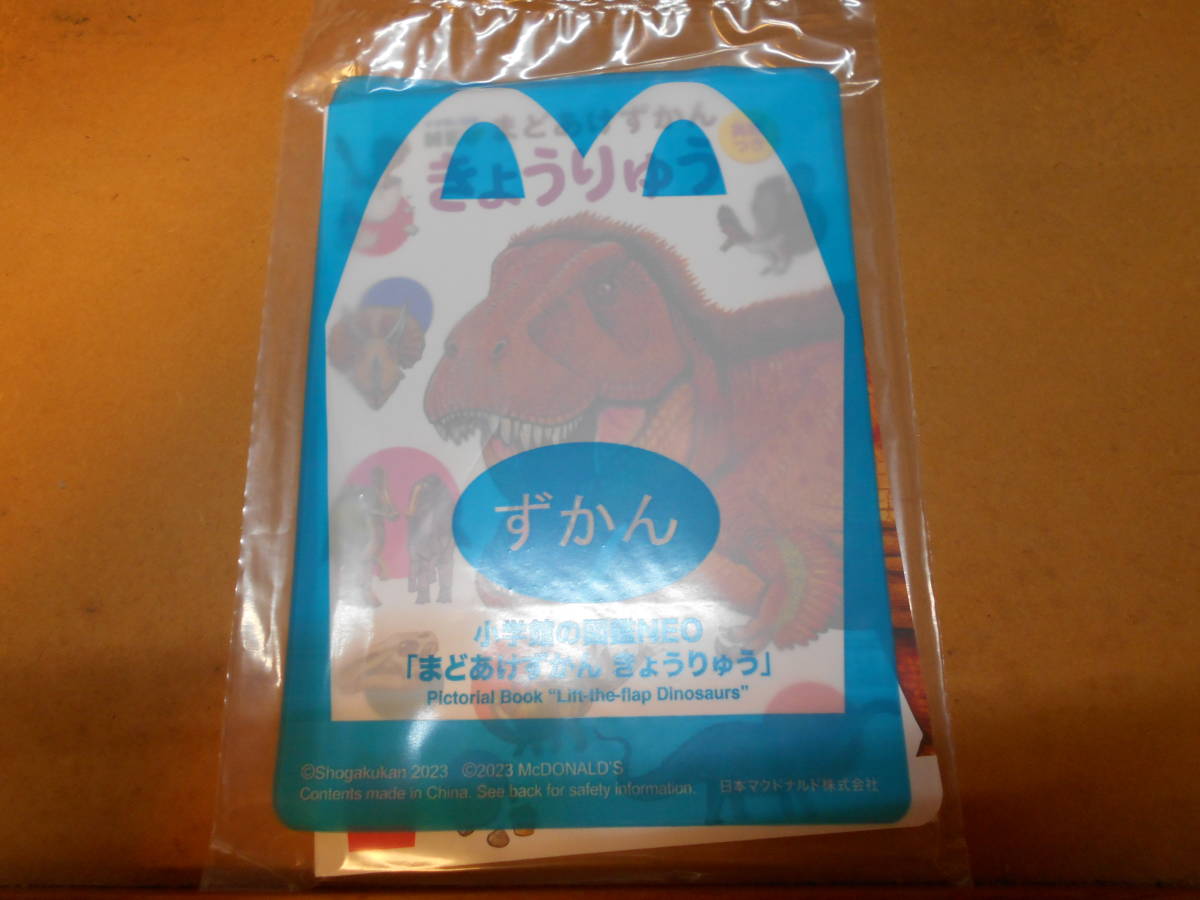 まどあけずかん
きょうりゅう
ずかん
小学館の図鑑NEO
「まどあけずかん きょうりゅう」
Pictorial Book "Lift-the-flap Dinosaurs"
©Shogakukan 2023 ©2023 McDONALD'S
Contents made in China. See back for safety information. 日本マクドナルド株式会社